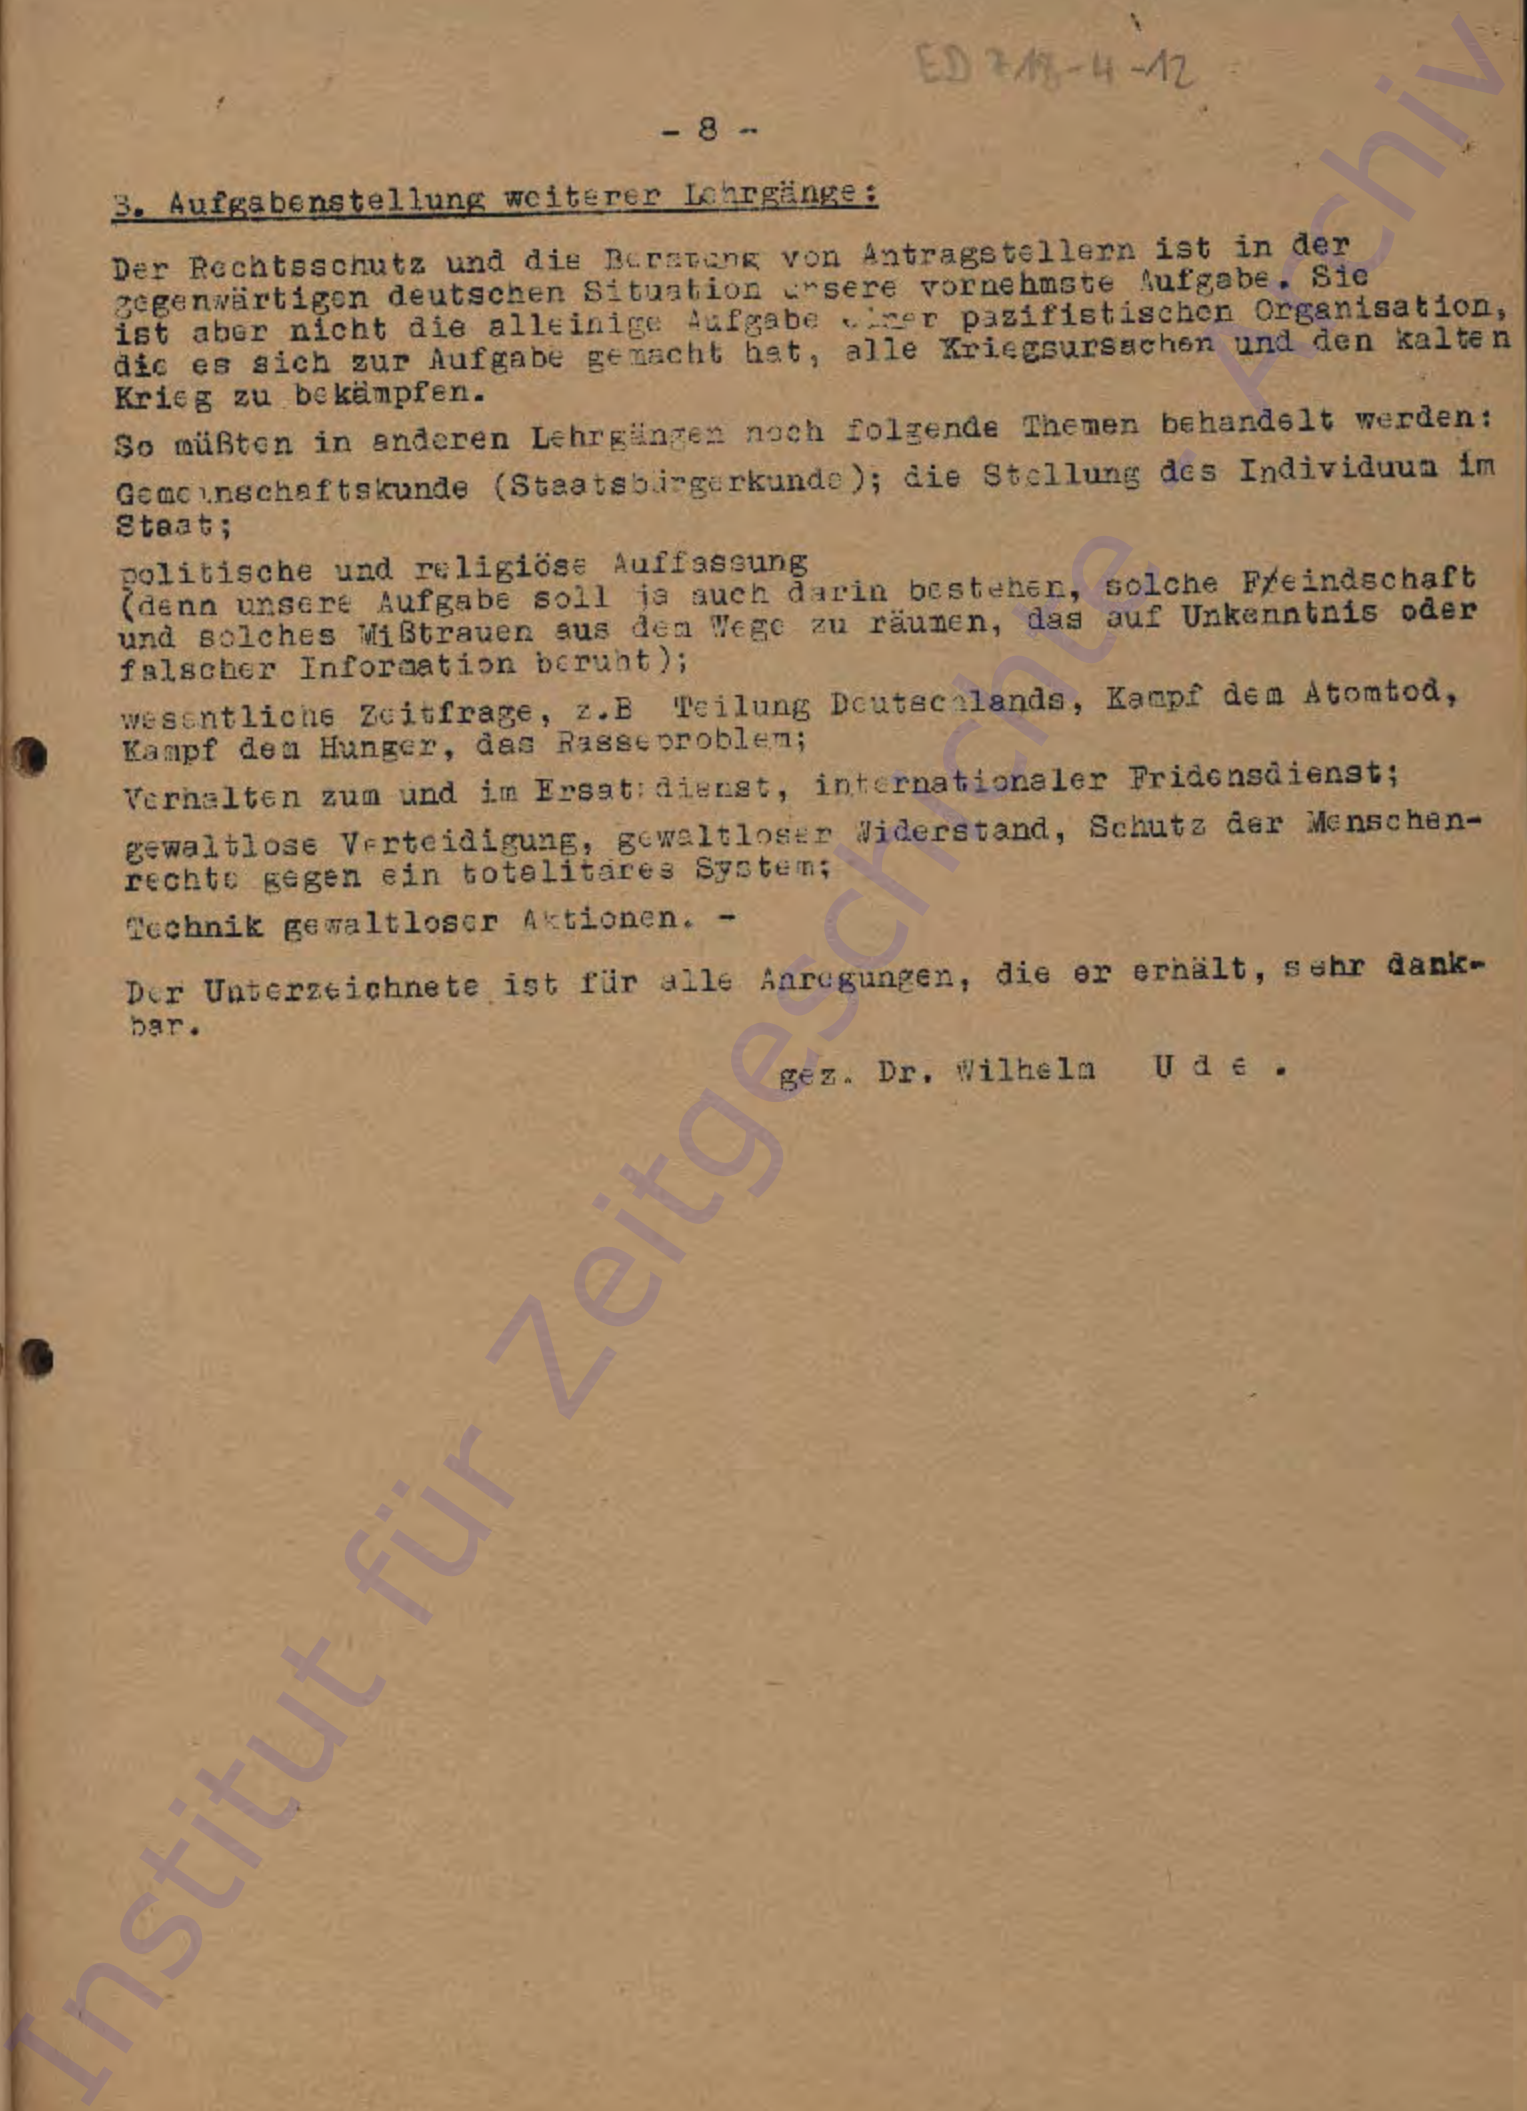 ED 718-4-12
- 8 -
3. Aufgabenstellung weiterer Lehrgänge:
Der Rechtsschutz und die Beratung von Antragstellern ist in der
gegenwärtigen deutschen Situation unsere vornehmste Aufgabe. Sie
ist aber nicht die alleinige Aufgabe einer pazifistischen Organisation,
die es sich zur Aufgabe gemacht hat, alle Kriegsursachen und den kalten
Krieg zu bekämpfen.
So müßten in anderen Lehrgängen noch folgende Themen behandelt werden:
Gemeinschaftskunde (Staatsbürgerkunde); die Stellung des Individuum im
Staat;
politische und religiöse Auffassung
(denn unsere Aufgabe soll ja auch darin bestehen, solche F/eindschaft
und solches Mißtrauen aus dem Wege zu räumen, das auf Unkenntnis oder
falscher Information beruht);
wesentliche Zeitfrage, z.B Teilung Deutschlands, Kampf dem Atomtod,
Kampf dem Hunger, das Rasseproblem;
Verhalten zum und im Ersatzdienst, internationaler Fridensdienst;
gewaltlose Verteidigung, gewaltloser Widerstand, Schutz der Menschen-
rechte gegen ein totalitäres System;
Technik gewaltloser Aktionen. -
Der Unterzeichnete ist für alle Anregungen, die er erhält, sehr dank-
bar.
gez. Dr. Wilhelm U d e .
Institut für Zeitgeschichte - Archiv